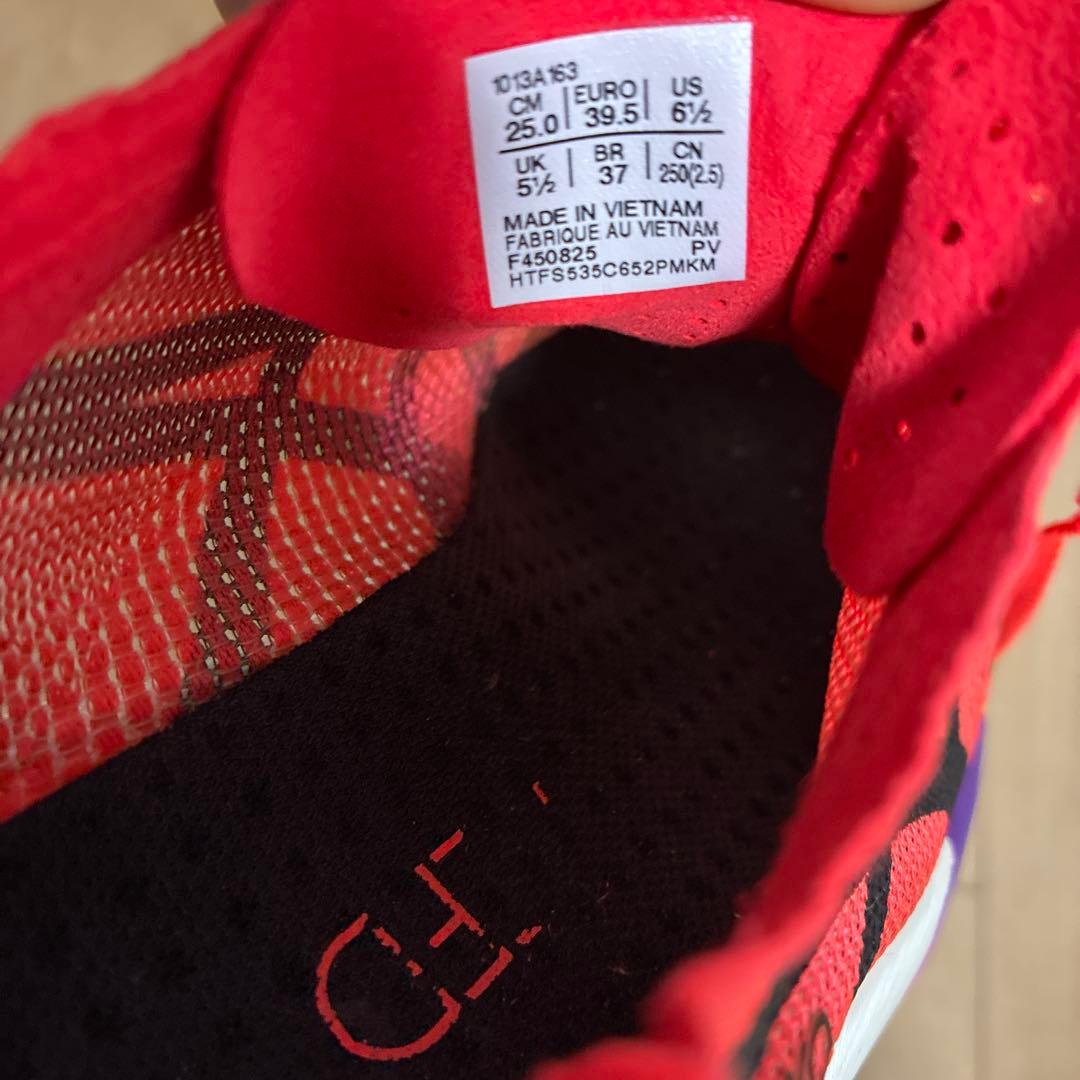 1013A163
CM EURO US
25.0 39.5 6½
UK BR CN
5½ 37 250(2.5)
MADE IN VIETNAM
FABRIQUE AU VIETNAM
F450825 PV
HTFS535C652PMKM